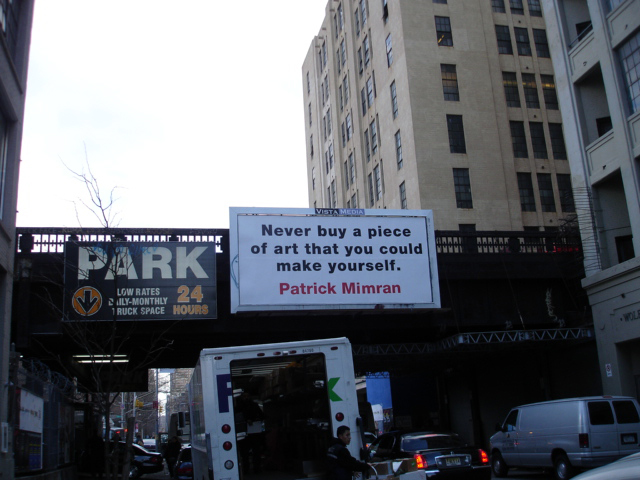 VISTA MEDIA
Never buy a piece
of art that you could
make yourself.
Patrick Mimran
PARK
LOW RATES
DAILY-MONTHLY
TRUCK SPACE
24
HOURS